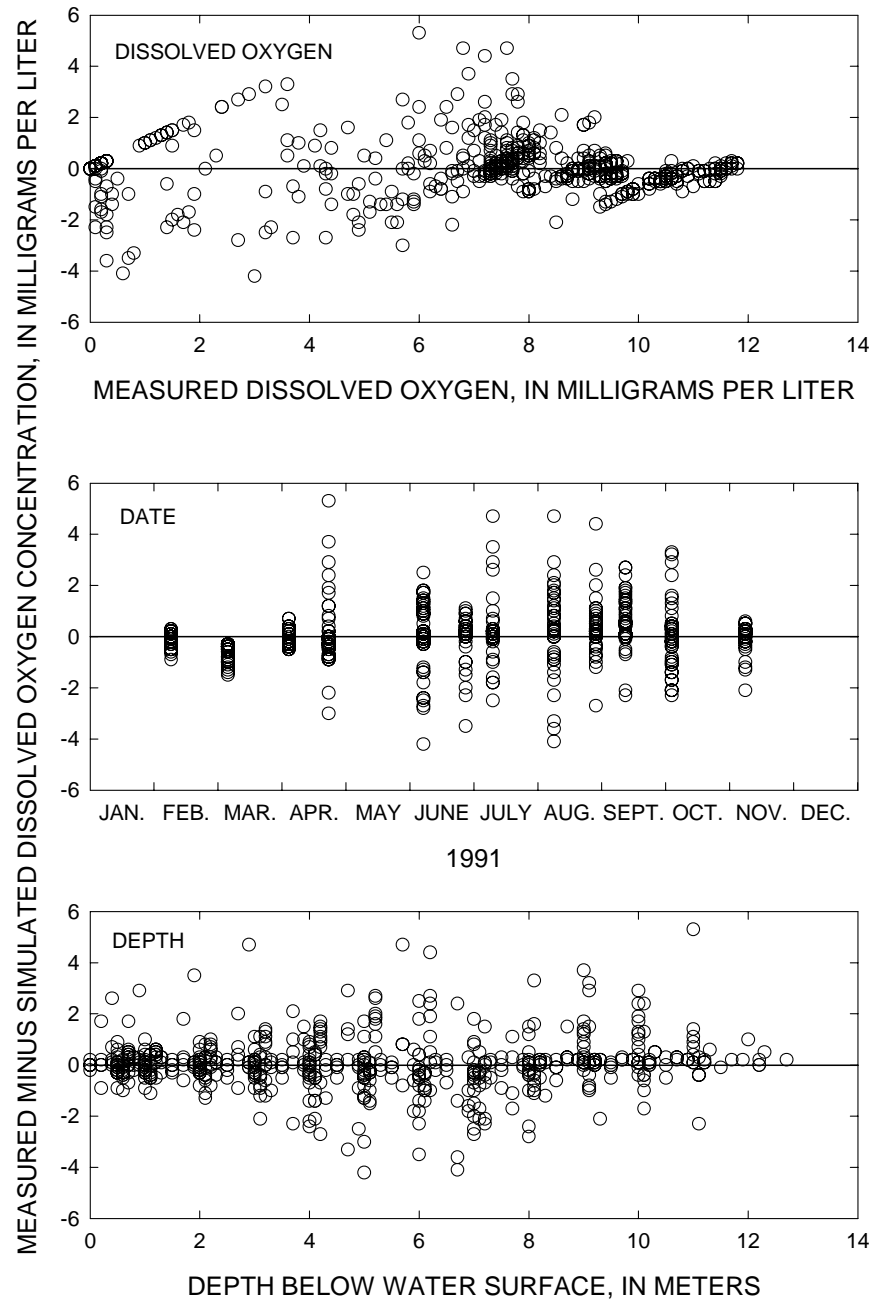 MEASURED MINUS SIMULATED DISSOLVED OXYGEN CONCENTRATION, IN MILLIGRAMS PER LITER
6
4
2
0
-2
-4
-6
DISSOLVED OXYGEN
0 2 4 6 8 10 12 14
MEASURED DISSOLVED OXYGEN, IN MILLIGRAMS PER LITER
6
4
2
0
-2
-4
-6
DATE
JAN. FEB. MAR. APR. MAY JUNE JULY AUG. SEPT. OCT. NOV. DEC.
1991
6
4
2
0
-2
-4
-6
DEPTH
0 2 4 6 8 10 12 14
DEPTH BELOW WATER SURFACE, IN METERS